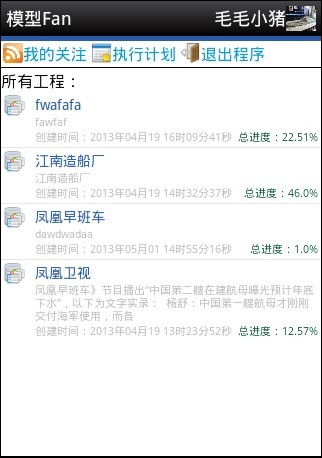 模型Fan 毛毛小猪
我的关注 执行计划 退出程序
所有工程：
fwafafa
fawfaf
创建时间：2013年04月19 16时09分41秒 总进度：22.51%
江南造船厂
江南造船厂
创建时间：2013年04月19 14时32分37秒 总进度：46.0%
凤凰早班车
dawdwadaa
创建时间：2013年05月01 14时55分16秒 总进度：1.0%
凤凰卫视
凤凰早班车》节目播出“中国第二艘在建航母曝光预计年底
下水”，以下为文字实录： 杨舒：中国第一艘航母才刚刚
交付海军使用，而各
创建时间：2013年04月19 13时23分52秒 总进度：12.57%